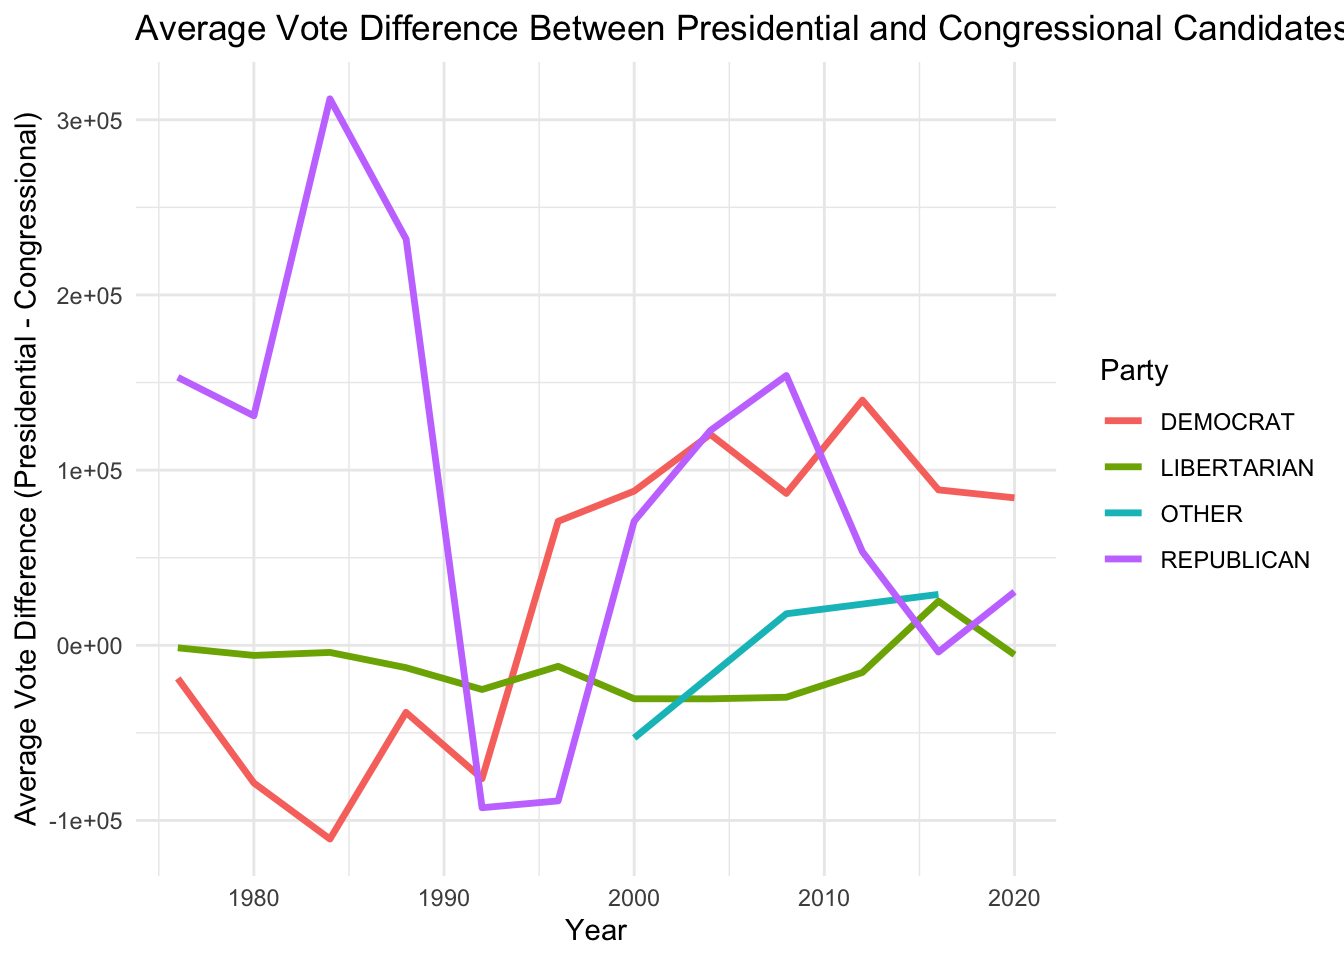 Average Vote Difference Between Presidential and Congressional Candidates
Average Vote Difference (Presidential - Congressional)
3e+05
2e+05
1e+05
0e+00
-1e+05
1980
1990
2000
2010
2020
Year
Party
DEMOCRAT
LIBERTARIAN
OTHER
REPUBLICAN